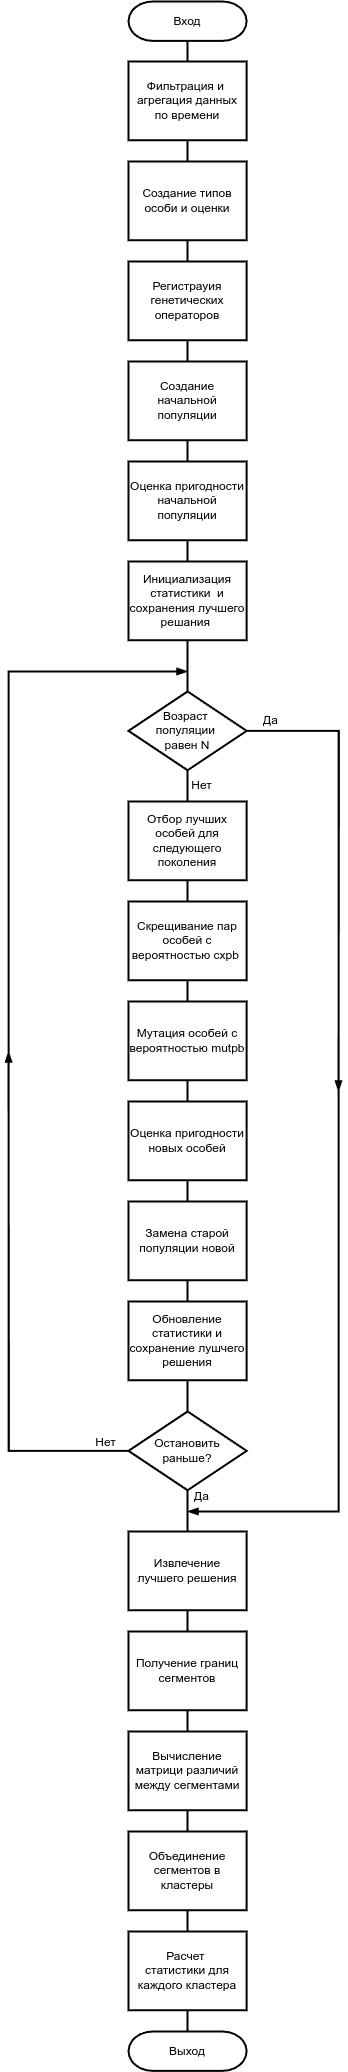 Вход
Фильтрация и
агрегация данных
по времени
Создание типов
особи и оценки
Регистрауия
генетических
операторов
Создание
начальной
популяции
Оценка пригодности
начальной
популяции
Инициализация
статистики и
сохранения лучшего
решания
Возраст
популяции
равен N
Да
Нет
Отбор лучших
особей для
следующего
поколения
Скрещивание пар
особей с
вероятностью cxpb
Мутация особей с
вероятностью mutpb
Оценка пригодности
новых особей
Замена старой
популяции новой
Обновление
статистики и
сохранение лушчего
решения
Нет
Остановить
раньше?
Да
Извлечение
лучшего решения
Получение границ
сегментов
Вычисление
матрици различий
между сегментами
Объединение
сегментов в
кластеры
Расчет
статистики для
каждого кластера
Выход